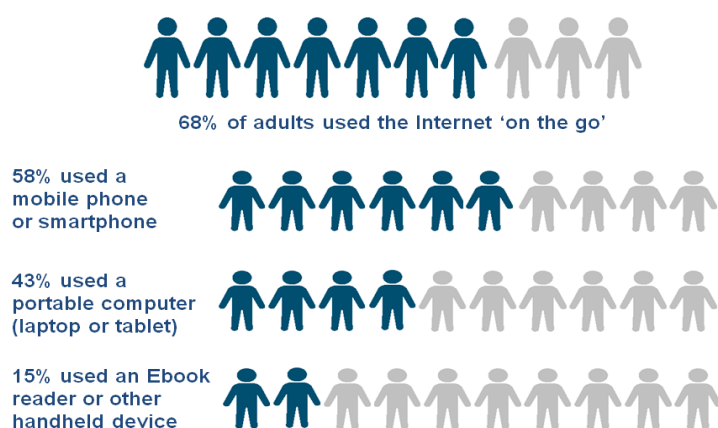 68% of adults used the Internet ‘on the go’
58% used a
mobile phone
or smartphone
43% used a
portable computer
(laptop or tablet)
15% used an Ebook
reader or other
handheld device